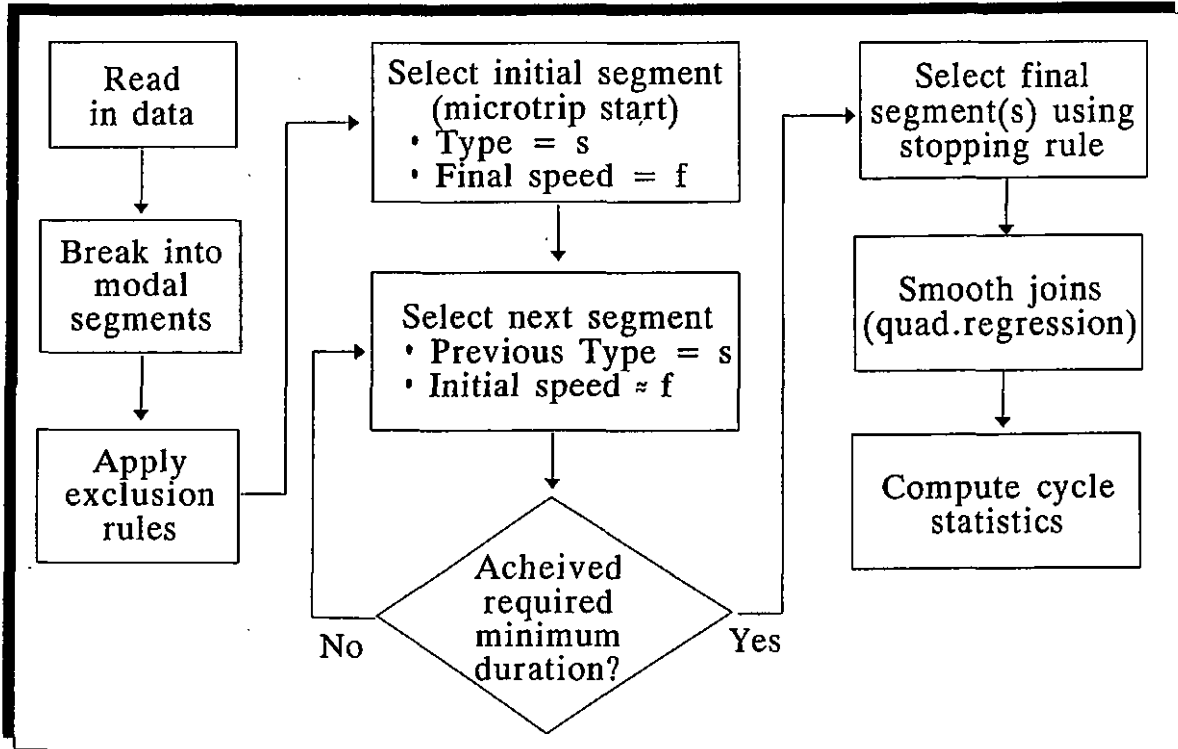 Read
in data
Break into
modal
segments
Apply
exclusion
rules
Select initial segment
(microtrip start)
• Type = s
• Final speed = f
Select next segment
• Previous Type = s
• Initial speed ≈ f
Acheived
required
minimum
duration?
No
Yes
Select final
segment(s) using
stopping rule
Smooth joins
(quad.regression)
Compute cycle
statistics